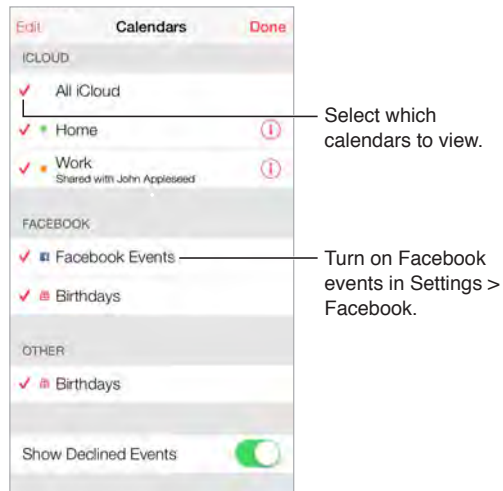 Edit Calendars Done
ICLOUD
All iCloud
Home
Work
Shared with John Appleseed
FACEBOOK
Facebook Events
Birthdays
OTHER
Birthdays
Show Declined Events
Select which
calendars to view.
Turn on Facebook
events in Settings >
Facebook.